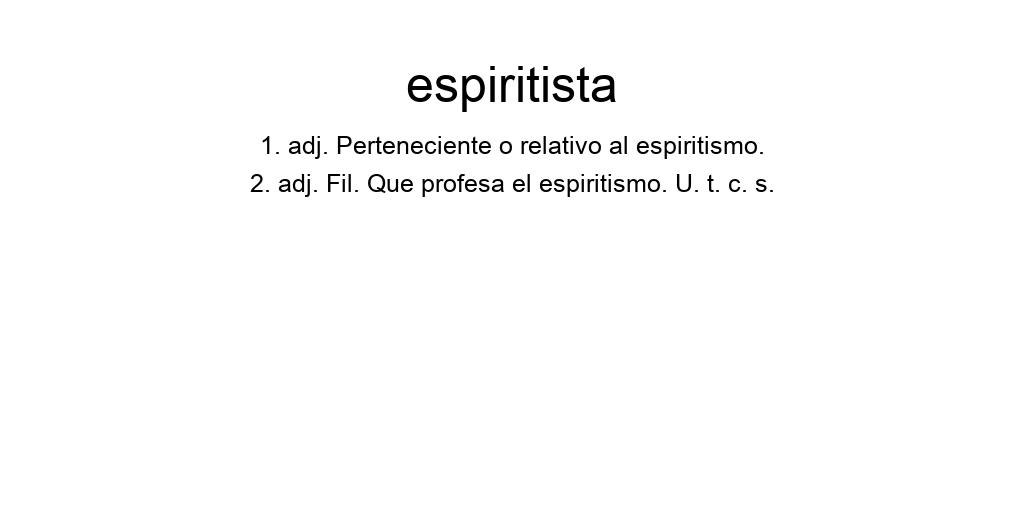 espiritista
1. adj. Perteneciente o relativo al espiritismo.
2. adj. Fil. Que profesa el espiritismo. U. t. c. s.